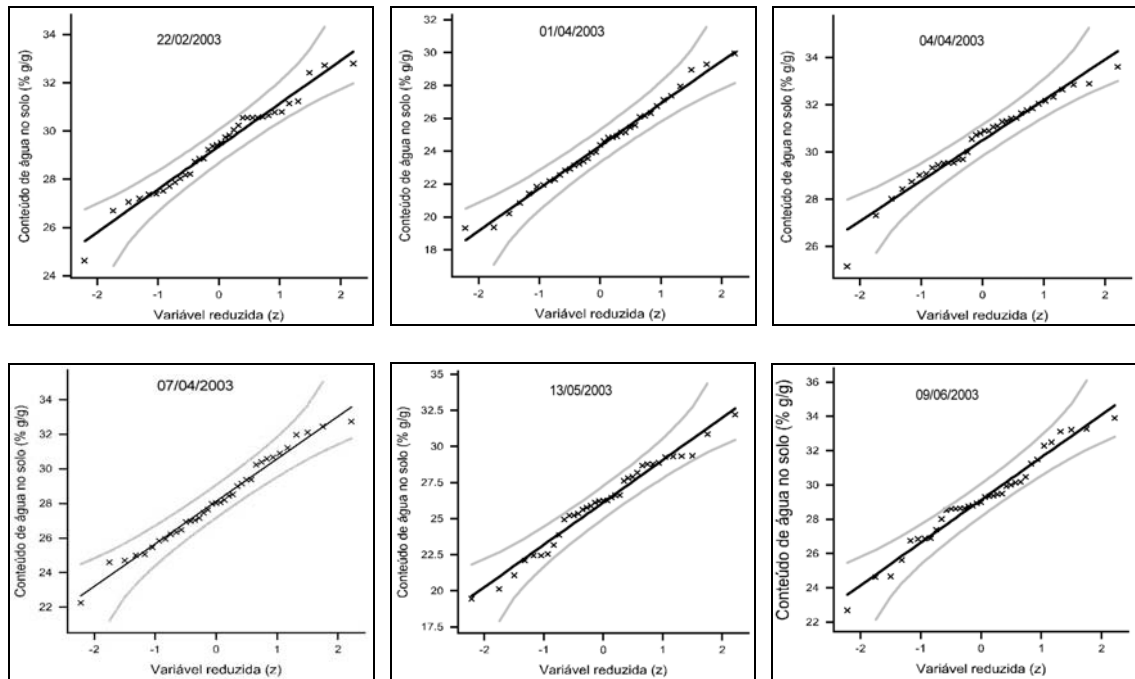 22/02/2003
Conteúdo de água no solo (% g/g)
34
32
30
28
26
24
-2 -1 0 1 2
Variável reduzida (z)
01/04/2003
Conteúdo de água no solo (% g/g)
32
30
28
26
24
22
20
18
-2 -1 0 1 2
Variável reduzida (z)
04/04/2003
Conteúdo de água no solo (% g/g)
34
32
30
28
26
-2 -1 0 1 2
Variável reduzida (z)
07/04/2003
Conteúdo de água no solo (% g/g)
34
32
30
28
26
24
22
-2 -1 0 1 2
Variável reduzida (z)
13/05/2003
Conteúdo de água no solo (% g/g)
35
32.5
30
27.5
25
22.5
20
17.5
-2 -1 0 1 2
Variável reduzida (z)
09/06/2003
Conteúdo de água no solo (% g/g)
36
34
32
30
28
26
24
22
-2 -1 0 1 2
Variável reduzida (z)